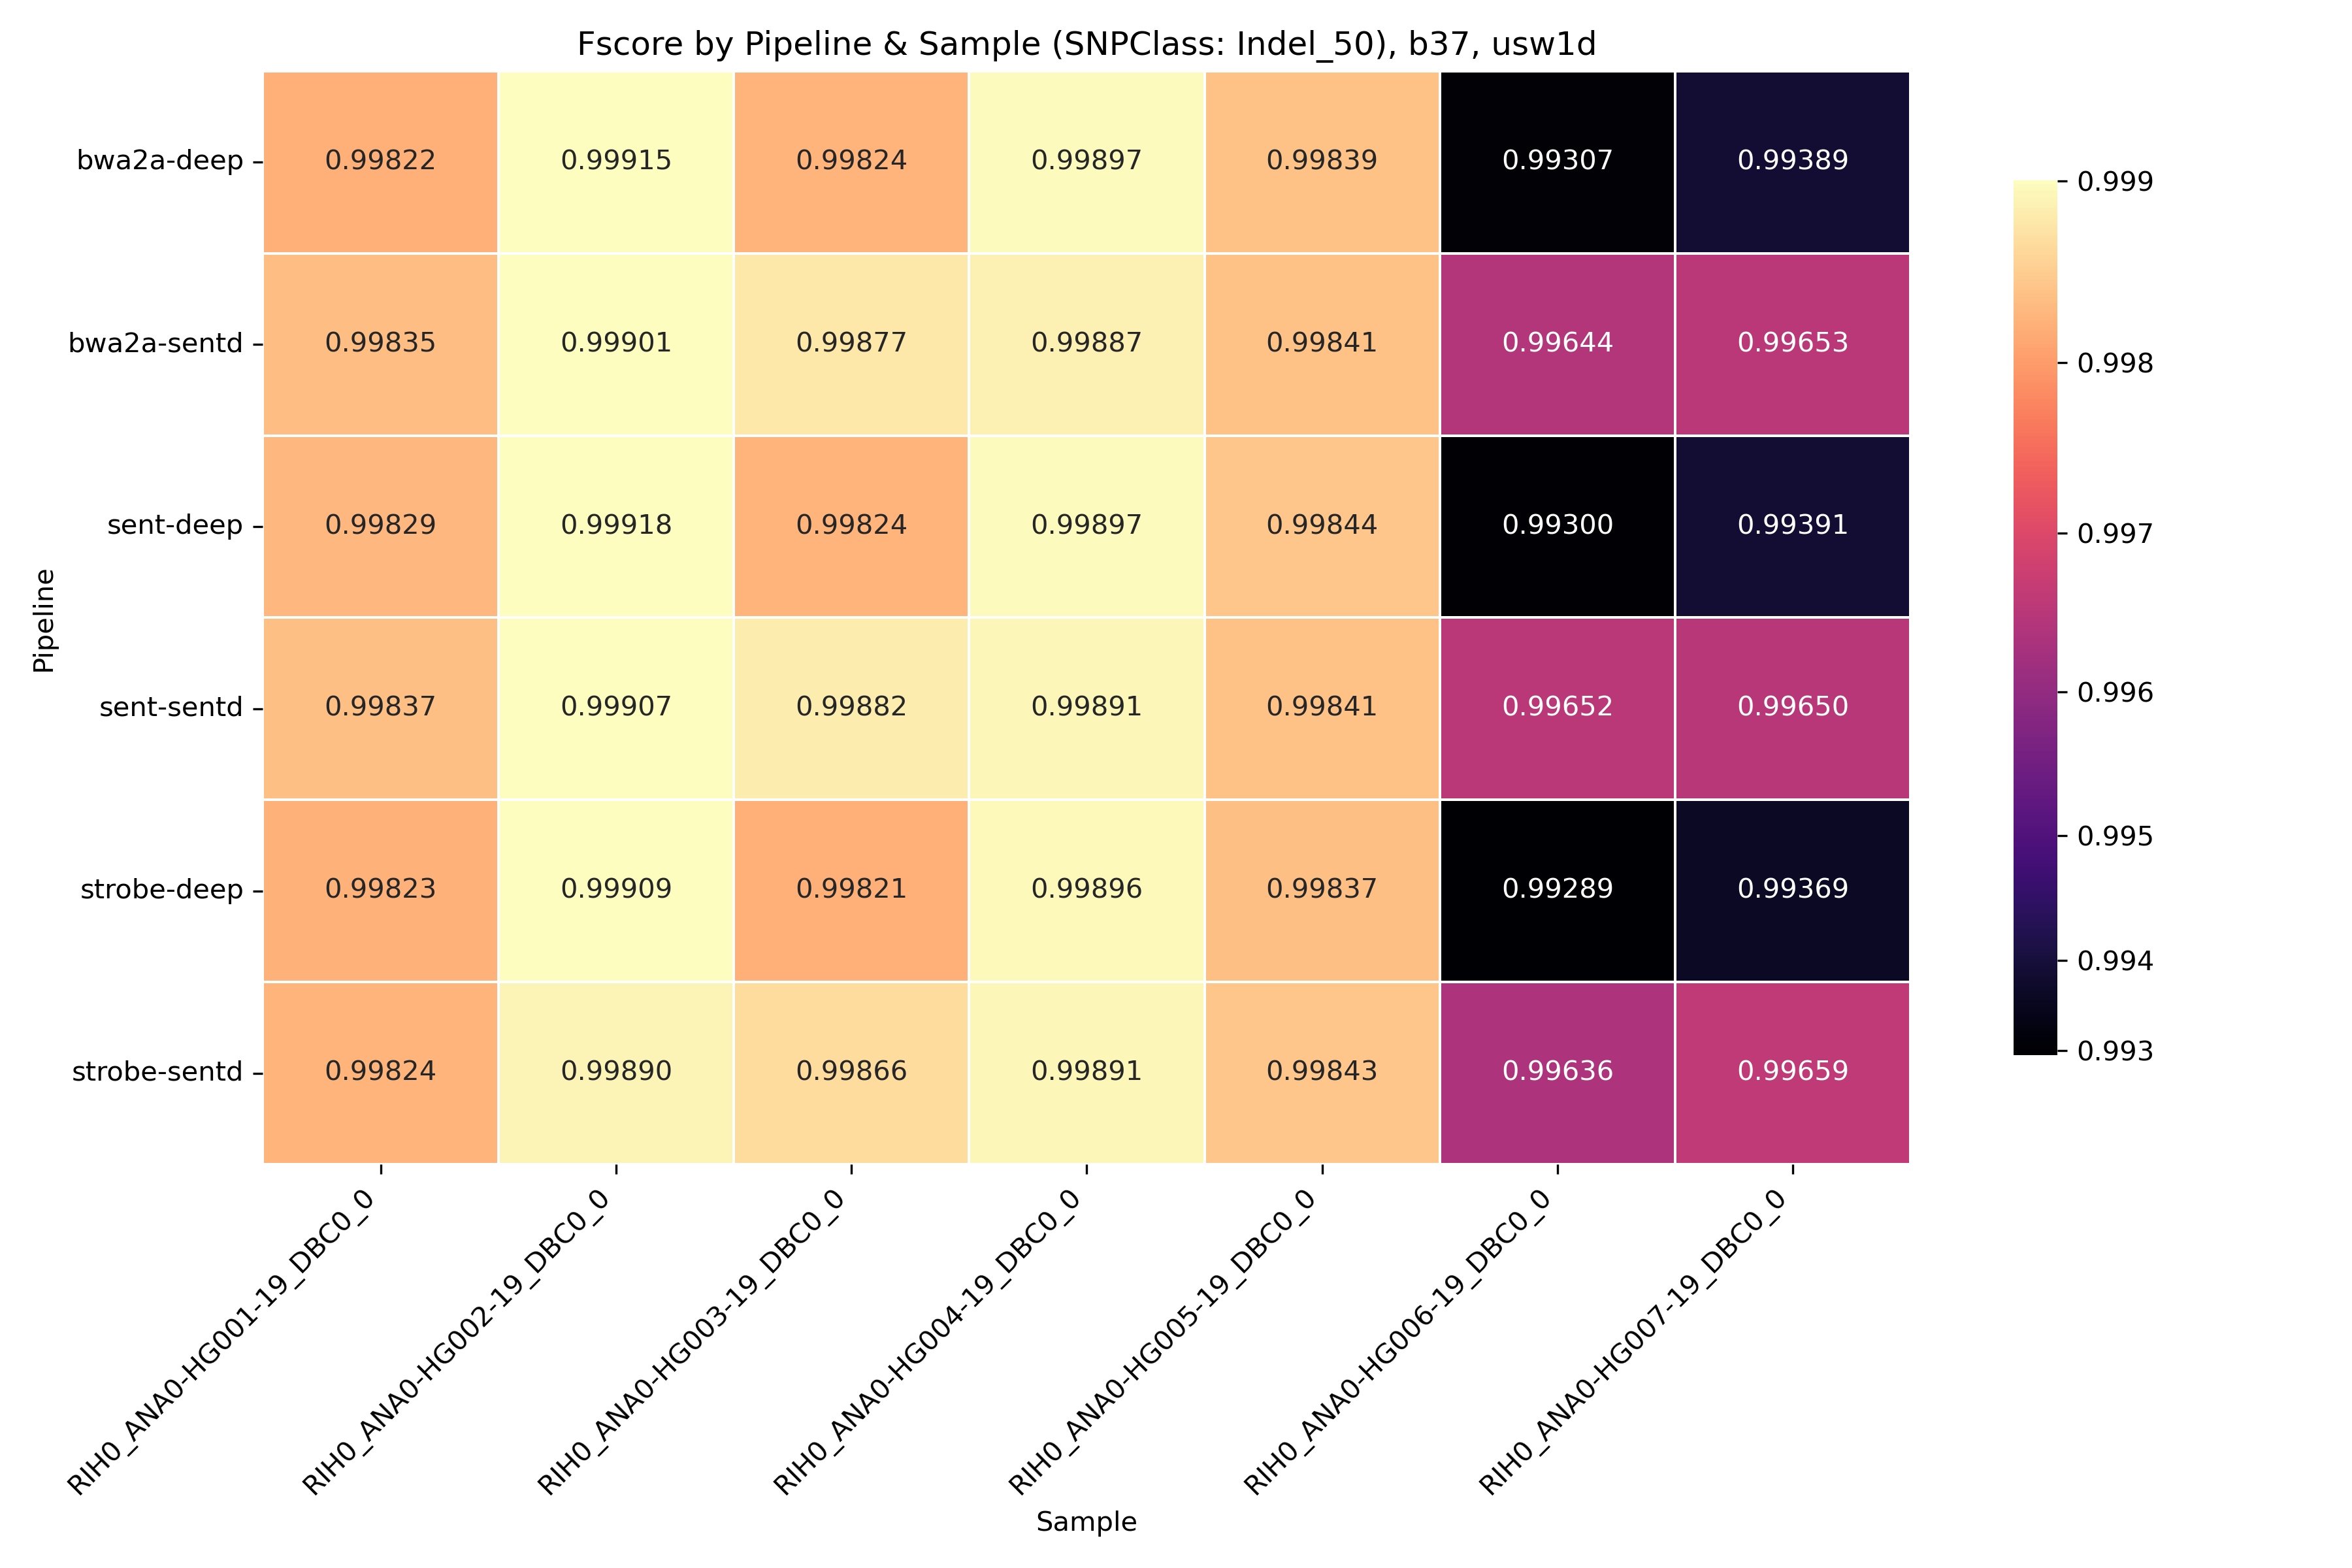 Fscore by Pipeline & Sample (SNPClass: Indel_50), b37, usw1d
Pipeline
bwa2a-deep 0.99822 0.99915 0.99824 0.99897 0.99839 0.99307 0.99389
bwa2a-sentd 0.99835 0.99901 0.99877 0.99887 0.99841 0.99644 0.99653
sent-deep 0.99829 0.99918 0.99824 0.99897 0.99844 0.99300 0.99391
sent-sentd 0.99837 0.99907 0.99882 0.99891 0.99841 0.99652 0.99650
strobe-deep 0.99823 0.99909 0.99821 0.99896 0.99837 0.99289 0.99369
strobe-sentd 0.99824 0.99890 0.99866 0.99891 0.99843 0.99636 0.99659
RIH0_ANA0-HG001-19_DBC0_0
RIH0_ANA0-HG002-19_DBC0_0
RIH0_ANA0-HG003-19_DBC0_0
RIH0_ANA0-HG004-19_DBC0_0
RIH0_ANA0-HG005-19_DBC0_0
RIH0_ANA0-HG006-19_DBC0_0
RIH0_ANA0-HG007-19_DBC0_0
Sample
0.999
0.998
0.997
0.996
0.995
0.994
0.993